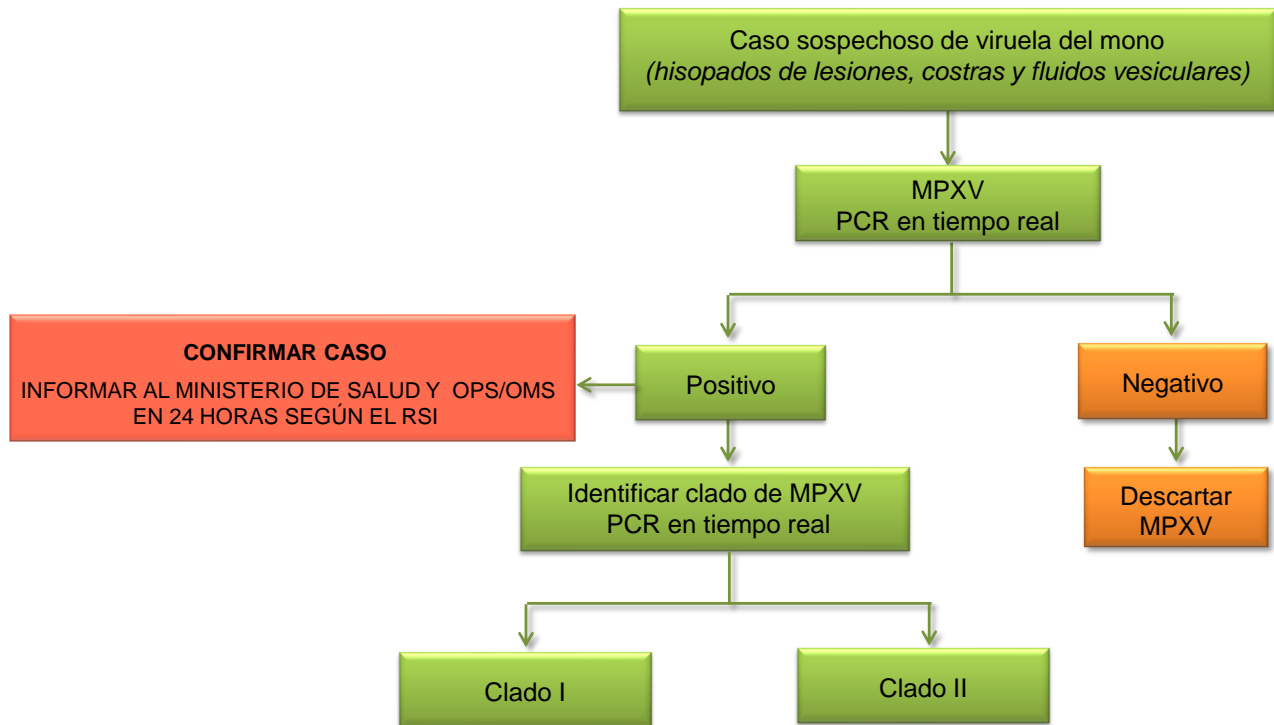 Caso sospechoso de viruela del mono
(hisopados de lesiones, costras y fluidos vesiculares)
MPXV
PCR en tiempo real
CONFIRMAR CASO
INFORMAR AL MINISTERIO DE SALUD Y OPS/OMS
EN 24 HORAS SEGÚN EL RSI
Positivo
Negativo
Identificar clado de MPXV
PCR en tiempo real
Descartar
MPXV
Clado I
Clado II